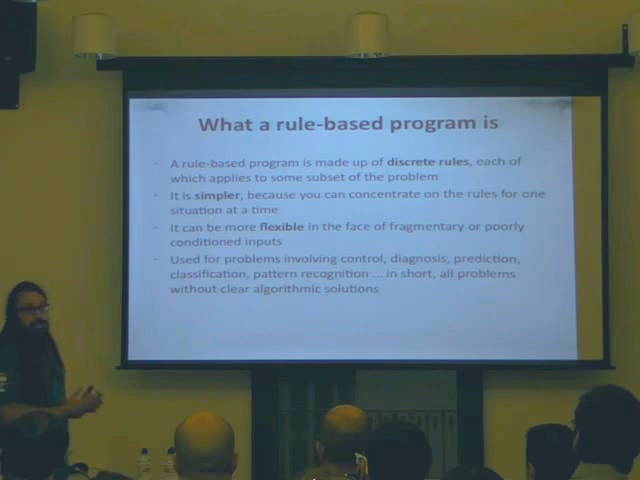 What a rule-based program is
• A rule-based program is made up of discrete rules, each of
which applies to some subset of the problem
• It is simpler, because you can concentrate on the rules for one
situation at a time
• It can be more flexible in the face of fragmentary or poorly
conditioned inputs
• Used for problems involving control, diagnosis, prediction,
classification, pattern recognition ... in short, all problems
without clear algorithmic solutions